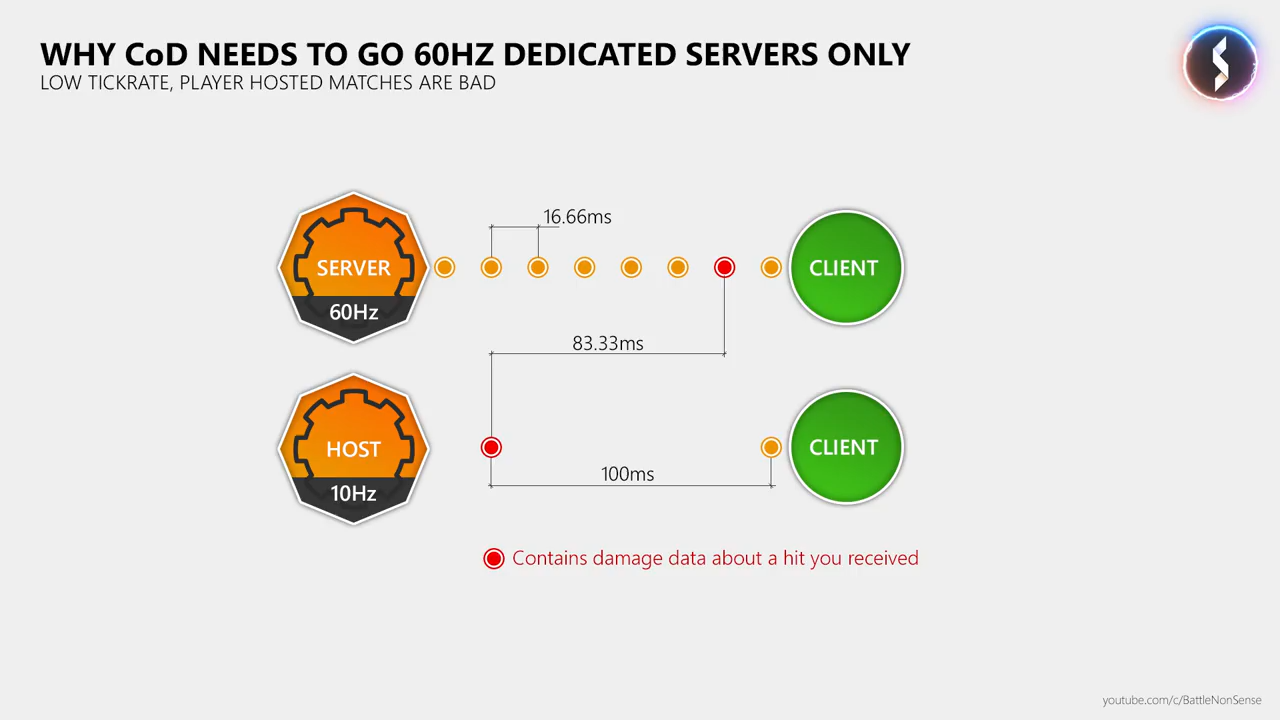 WHY CoD NEEDS TO GO 60HZ DEDICATED SERVERS ONLY
LOW TICKRATE, PLAYER HOSTED MATCHES ARE BAD
16.66ms
SERVER
60Hz
CLIENT
83.33ms
HOST
10Hz
CLIENT
100ms
Contains damage data about a hit you received
youtube.com/c/BattleNonSense